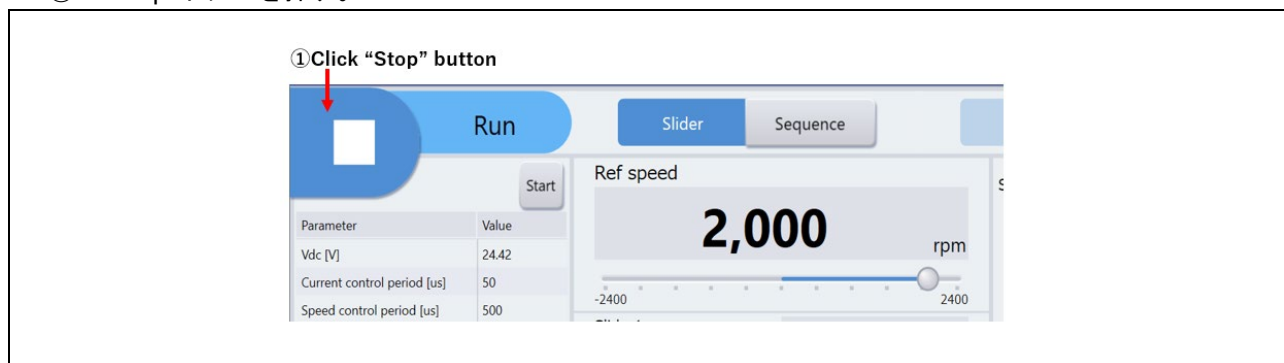 ①Click “Stop” button
Run
Slider
Sequence
Start
Ref speed
2,000
rpm
Parameter
Value
Vdc [V]
24.42
Current control period [us]
50
Speed control period [us]
500
-2400
2400